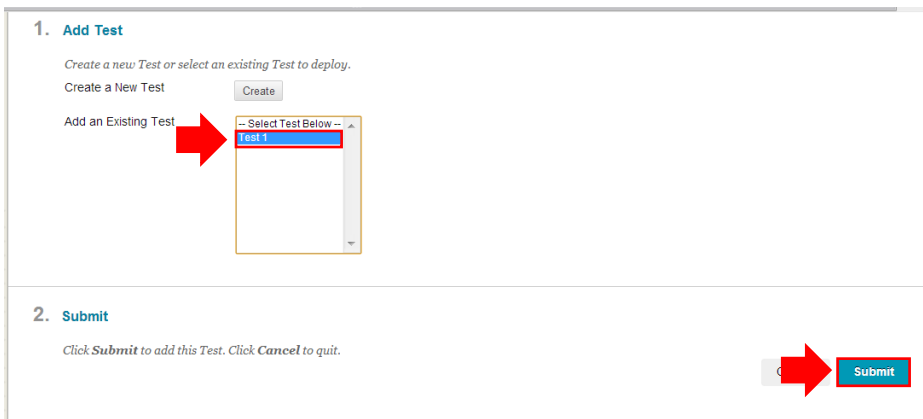 1. Add Test
Create a new Test or select an existing Test to deploy.
Create a New Test
Create
Add an Existing Test
-- Select Test Below --
Test 1
2. Submit
Click Submit to add this Test. Click Cancel to quit.
Submit